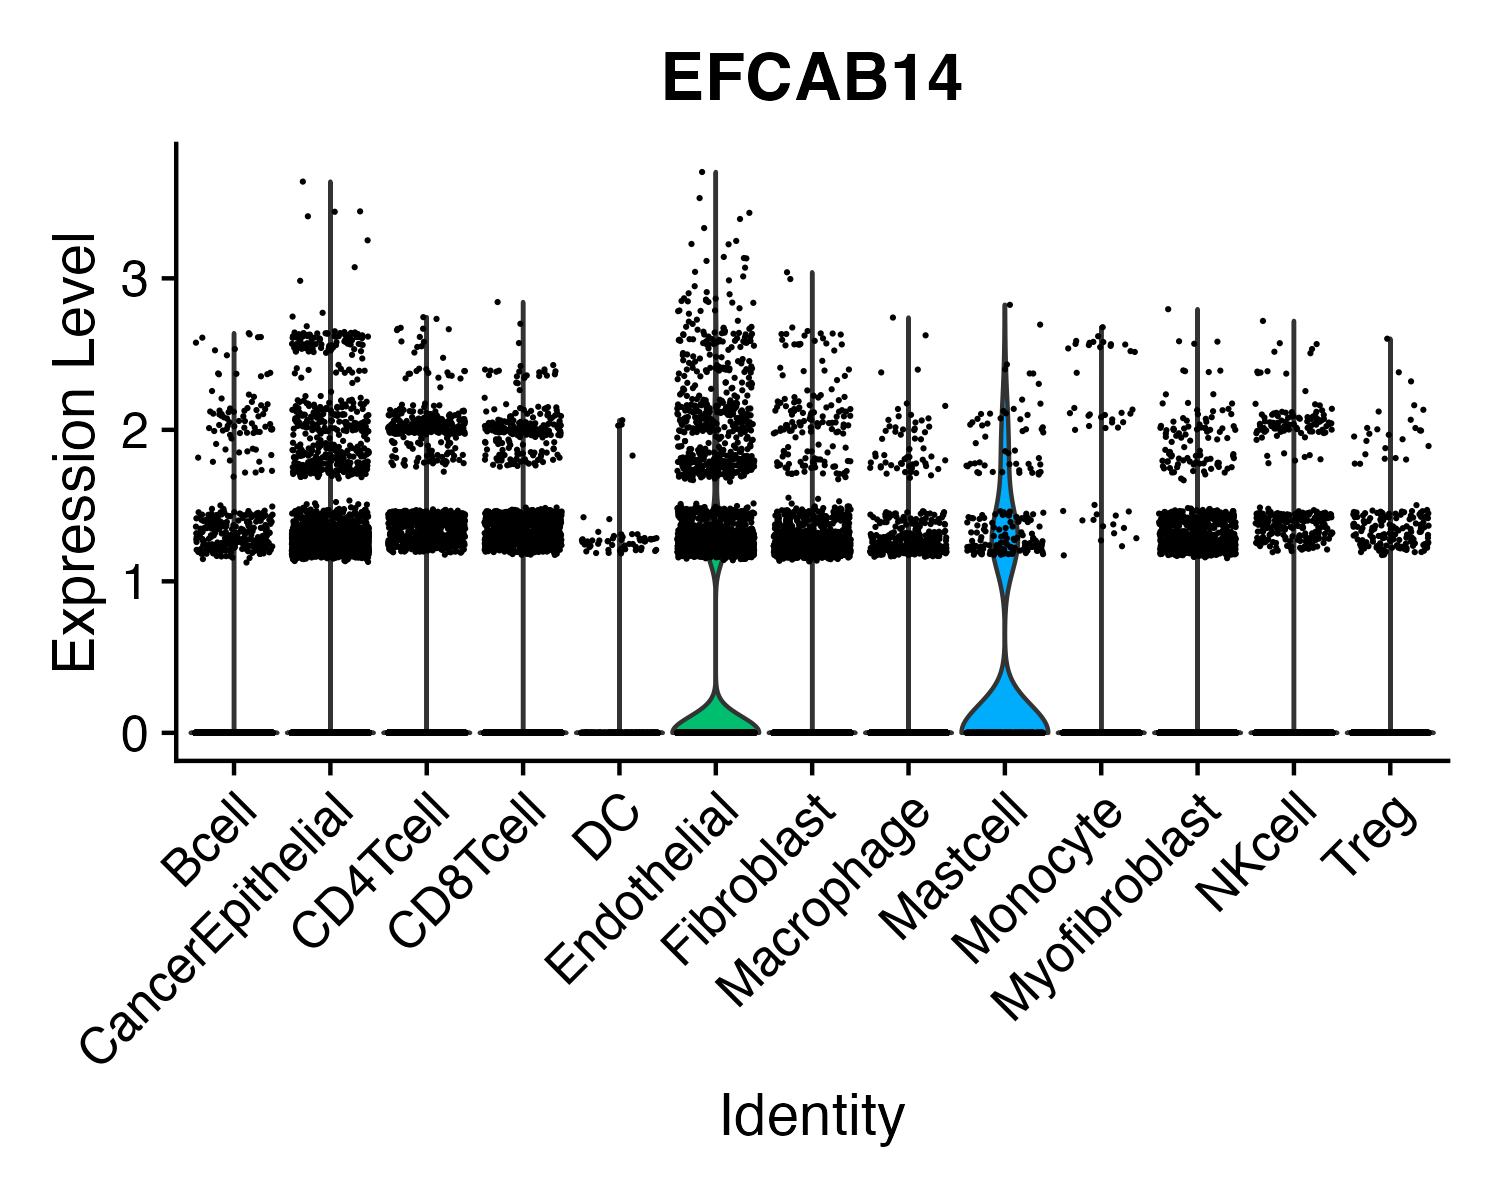 EFCAB14
Expression Level
3
2
1
0
Bcell
CancerEpithelial
CD4Tcell
CD8Tcell
DC
Endothelial
Fibroblast
Macrophage
Mastcell
Monocyte
Myofibroblast
NKcell
Treg
Identity